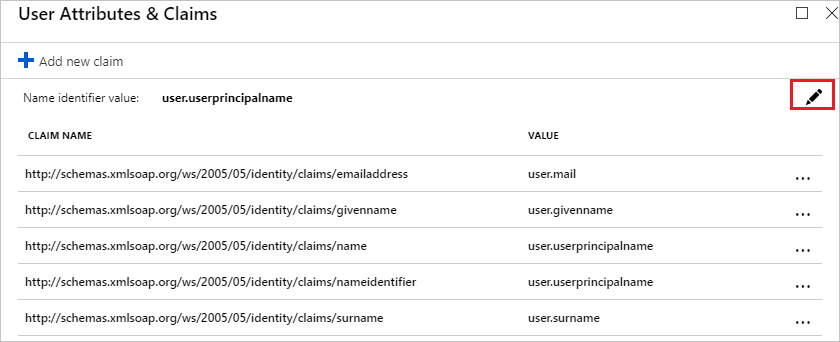 User Attributes & Claims
Add new claim
Name identifier value: user.userprincipalname
CLAIM NAME VALUE
http://schemas.xmlsoap.org/ws/2005/05/identity/claims/emailaddress user.mail ...
http://schemas.xmlsoap.org/ws/2005/05/identity/claims/givenname user.givenname ...
http://schemas.xmlsoap.org/ws/2005/05/identity/claims/name user.userprincipalname ...
http://schemas.xmlsoap.org/ws/2005/05/identity/claims/nameidentifier user.userprincipalname ...
http://schemas.xmlsoap.org/ws/2005/05/identity/claims/surname user.surname ...